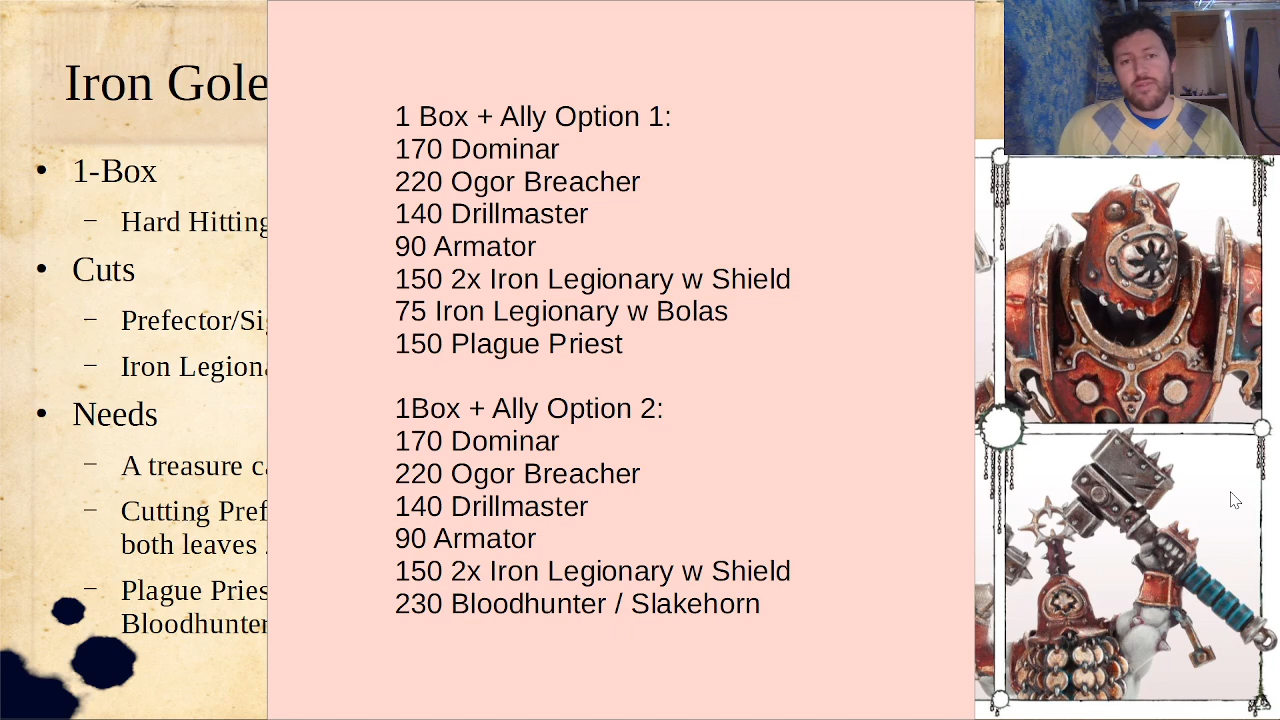 Iron Gole
1-Box
Hard Hitting
Cuts
Prefector/Si
Iron Legion
Needs
A treasure ca
Cutting Pref
both leaves
Plague Pries
Bloodhunter
1 Box + Ally Option 1:
170 Dominar
220 Ogor Breacher
140 Drillmaster
90 Armator
150 2x Iron Legionary w Shield
75 Iron Legionary w Bolas
150 Plague Priest
1Box + Ally Option 2:
170 Dominar
220 Ogor Breacher
140 Drillmaster
90 Armator
150 2x Iron Legionary w Shield
230 Bloodhunter / Slakehorn